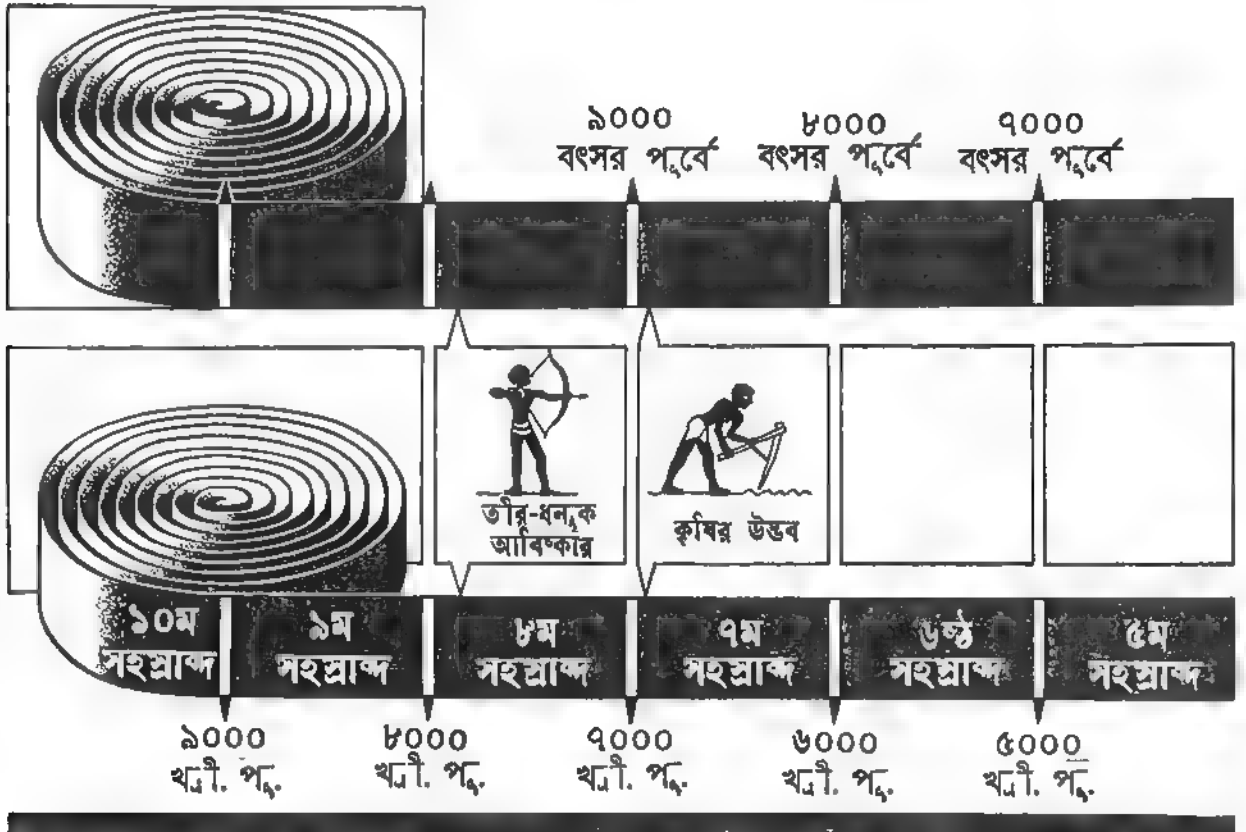 ৯০০০ ৮০০০ ৭০০০
বৎসর পূর্বে বৎসর পূর্বে বৎসর পূর্বে
তীর-ধনুক
আবিষ্কার
কৃষির উদ্ভব
১০ম ৯ম ৮ম ৭ম ৬ষ্ঠ ৫ম
সহস্রাব্দ সহস্রাব্দ সহস্রাব্দ সহস্রাব্দ সহস্রাব্দ সহস্রাব্দ
৯০০০ ৮০০০ ৭০০০ ৬০০০ ৫০০০
খ্রী. পূ. খ্রী. পূ. খ্রী. পূ. খ্রী. পূ. খ্রী. পূ.